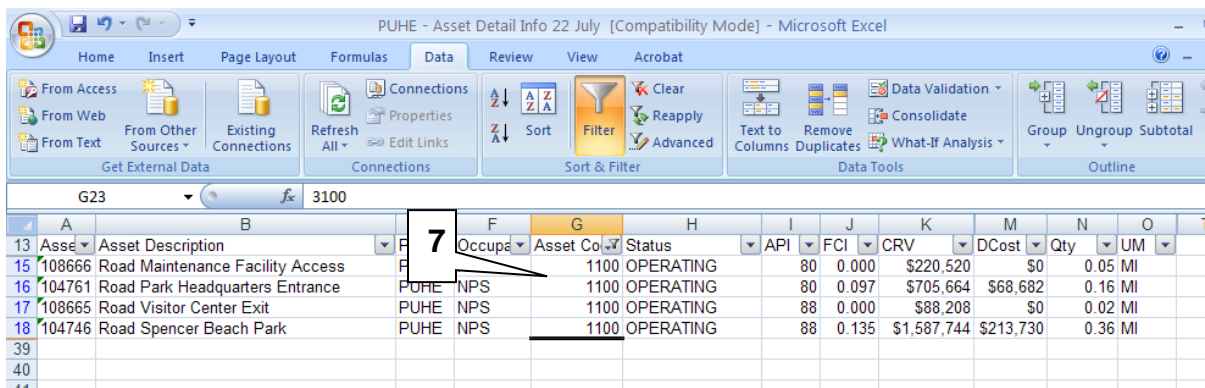 PUHE - Asset Detail Info 22 July [Compatibility Mode] - Microsoft Excel
Home Insert Page Layout Formulas Data Review View Acrobat
From Access
From Web
From Text
From Other Sources
Existing Connections
Get External Data
Refresh All
Connections
Properties
Edit Links
Connections
Sort
Filter
Clear
Reapply
Advanced
Sort & Filter
Text to Columns
Remove Duplicates
Data Validation
Consolidate
What-If Analysis
Data Tools
Group Ungroup Subtotal
Outline
G23 fx 3100
A B F G H I J K M N O
7
13 Asse Asset Description P Occupa Asset Co Status API FCI CRV DCost Qty UM
15 108666 Road Maintenance Facility Access 1100 OPERATING 80 0.000 $220,520 $0 0.05 MI
16 104761 Road Park Headquarters Entrance PUHE NPS 1100 OPERATING 80 0.097 $705,664 $68,682 0.16 MI
17 108665 Road Visitor Center Exit PUHE NPS 1100 OPERATING 88 0.000 $88,208 $0 0.02 MI
18 104746 Road Spencer Beach Park PUHE NPS 1100 OPERATING 88 0.135 $1,587,744 $213,730 0.36 MI
39
40